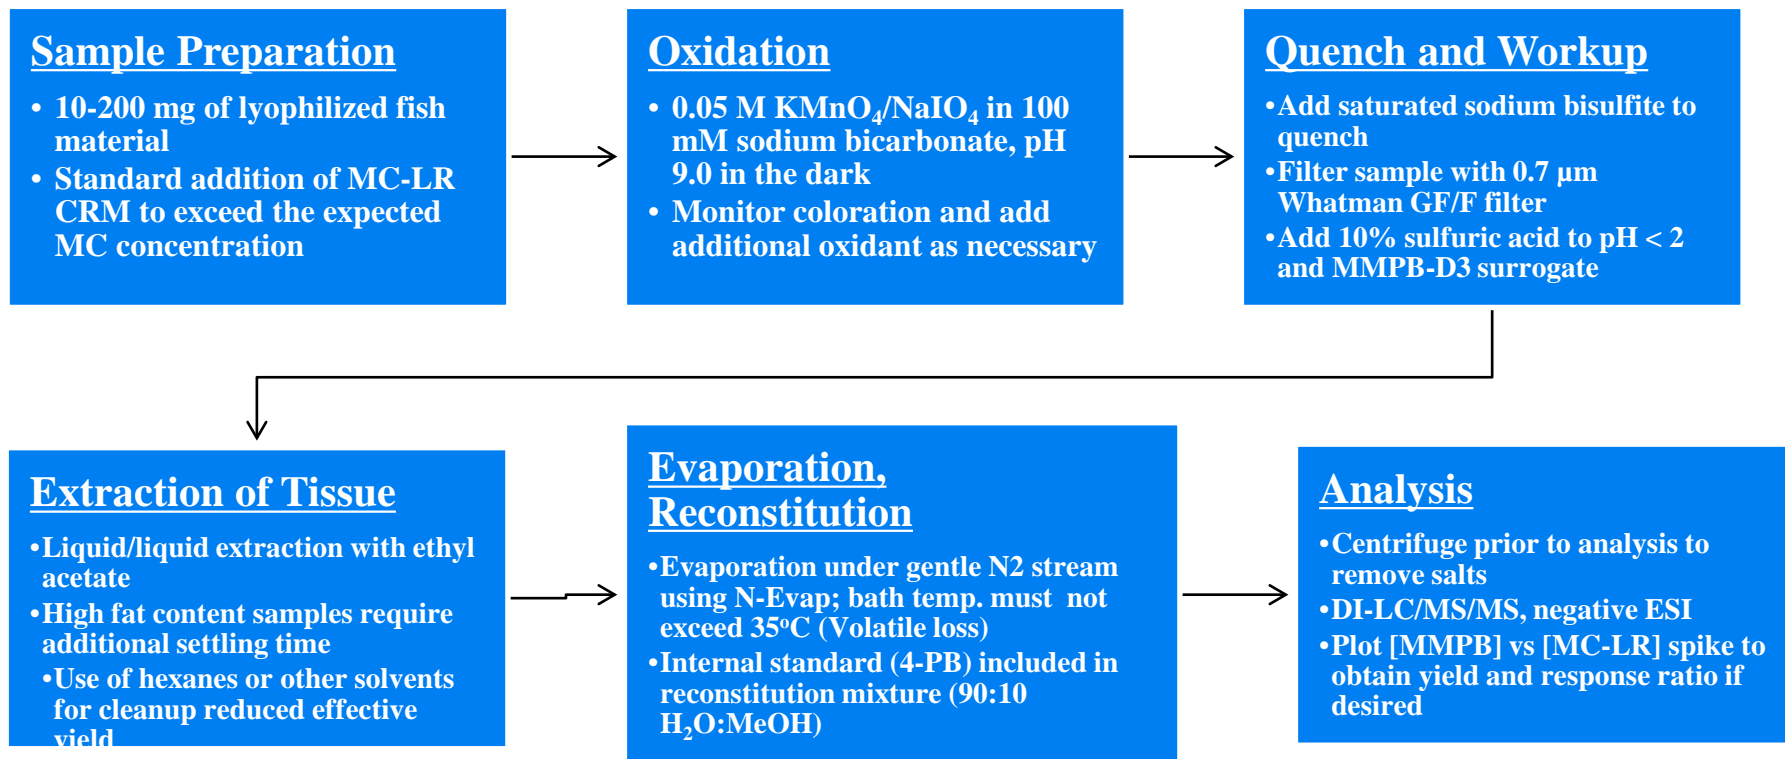 Sample Preparation
• 10-200 mg of lyophilized fish
material
• Standard addition of MC-LR
CRM to exceed the expected
MC concentration
Oxidation
• 0.05 M KMnO₄/NaIO₄ in 100
mM sodium bicarbonate, pH
9.0 in the dark
• Monitor coloration and add
additional oxidant as necessary
Quench and Workup
•Add saturated sodium bisulfite to
quench
•Filter sample with 0.7 µm
Whatman GF/F filter
•Add 10% sulfuric acid to pH < 2
and MMPB-D3 surrogate
Extraction of Tissue
•Liquid/liquid extraction with ethyl
acetate
•High fat content samples require
additional settling time
•Use of hexanes or other solvents
for cleanup reduced effective
yield
Evaporation,
Reconstitution
•Evaporation under gentle N2 stream
using N-Evap; bath temp. must not
exceed 35ºC (Volatile loss)
•Internal standard (4-PB) included in
reconstitution mixture (90:10
H₂O:MeOH)
Analysis
•Centrifuge prior to analysis to
remove salts
•DI-LC/MS/MS, negative ESI
•Plot [MMPB] vs [MC-LR] spike to
obtain yield and response ratio if
desired